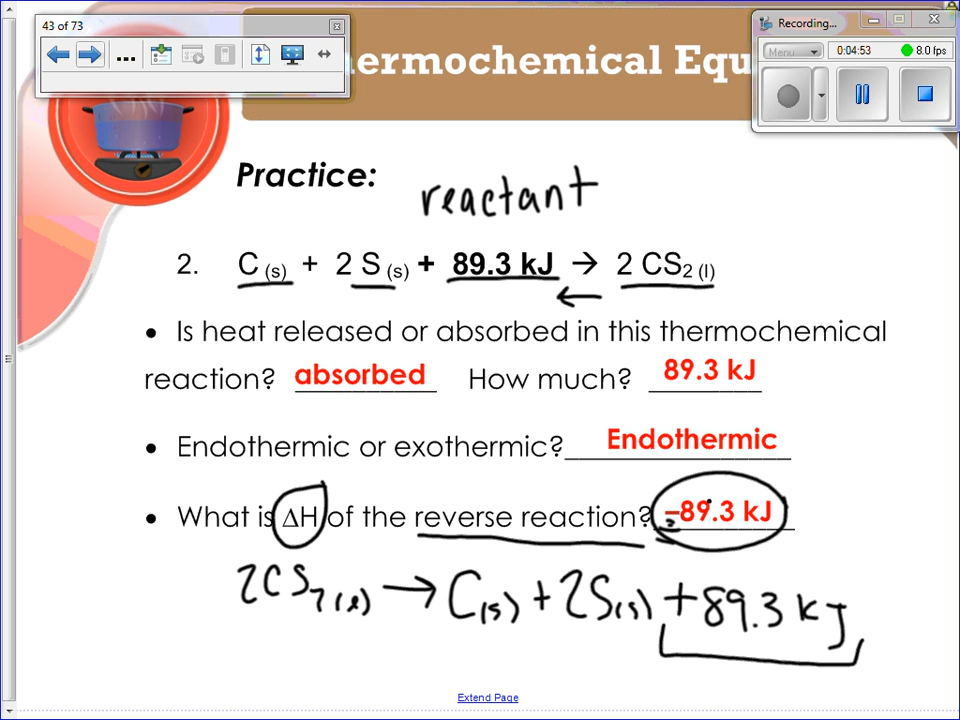 43 of 73
Recording...
Menu...
0:04:53
8.0 fps
...
hermochemical Equ
Practice:
reactant
2. C (s) + 2 S (s) + 89.3 kJ → 2 CS2 (l)
←
• Is heat released or absorbed in this thermochemical
reaction? absorbed How much? 89.3 kJ
• Endothermic or exothermic? Endothermic
• What is ΔH of the reverse reaction? –89.3 kJ
2CS2(l) → C(s) + 2S(s) + 89.3 kJ
Extend Page